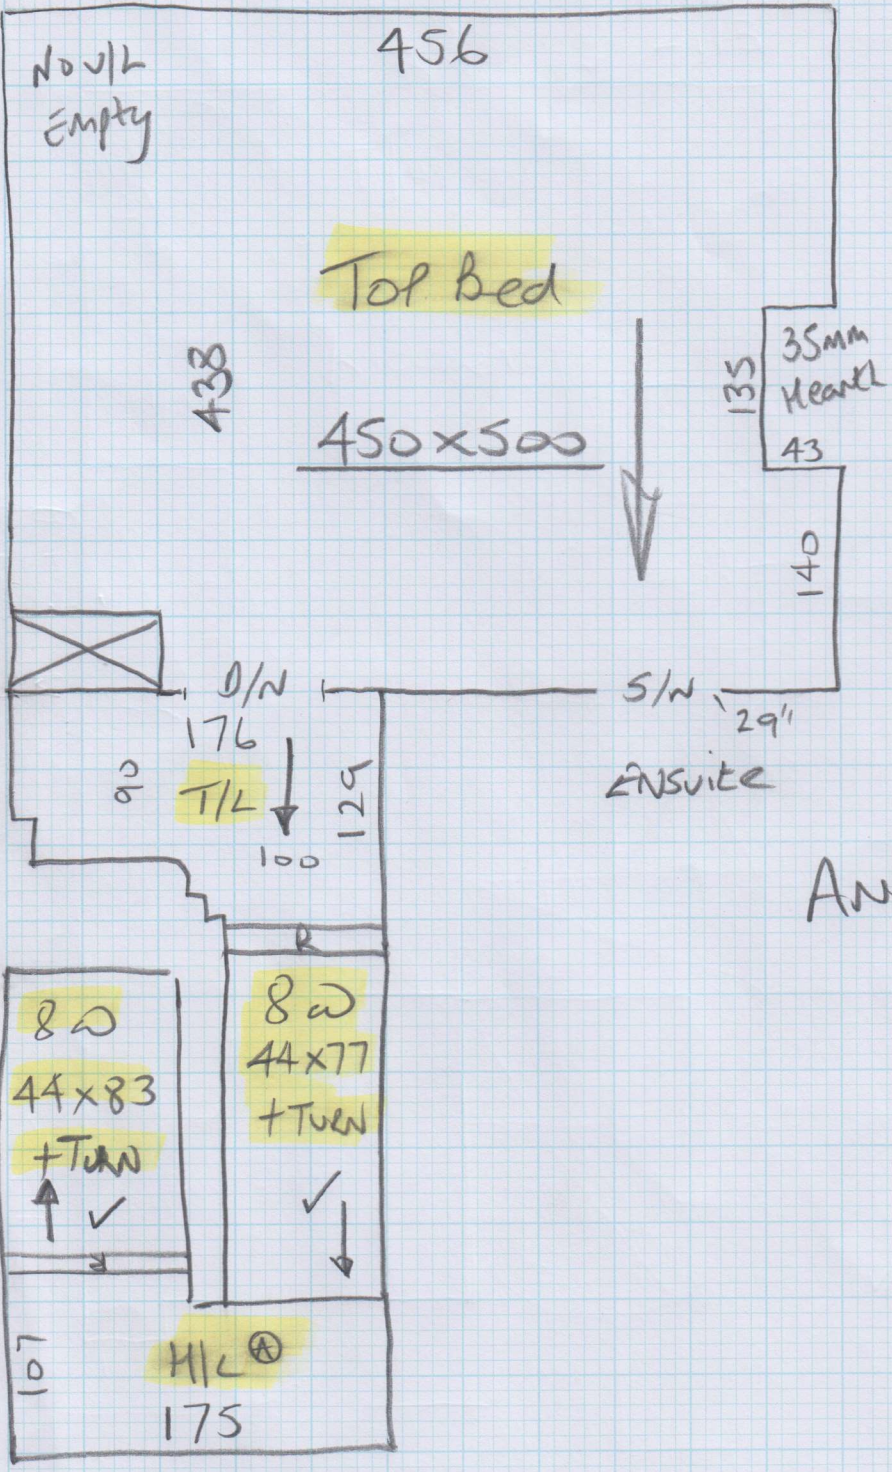 456
No U/L
Empty
Top Bed
35mm
Hearth
135
43
438
450x500
140
D/N
S/N
29"
176
90
T/L
129
ENSuite
100
AN
R
8 W
44x77
+TURN
8 W
44x83
+TURN
✓
✓
R
107
H/L Ⓐ
175